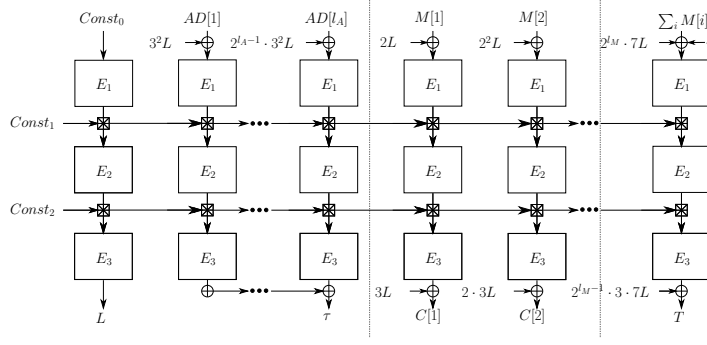 Const₀ AD[1] AD[l_A] M[1] M[2] ∑ᵢ M[i]
3²L 2^{l_A−1} · 3²L 2L 2²L 2^{l_M} · 7L
E₁ E₁ E₁ E₁ E₁ E₁
Const₁ ••• •••
E₂ E₂ E₂ E₂ E₂ E₂
Const₂ ••• •••
E₃ E₃ E₃ E₃ E₃ E₃
••• 3L 2 · 3L 2^{l_M−1} · 3 · 7L
L τ C[1] C[2] T